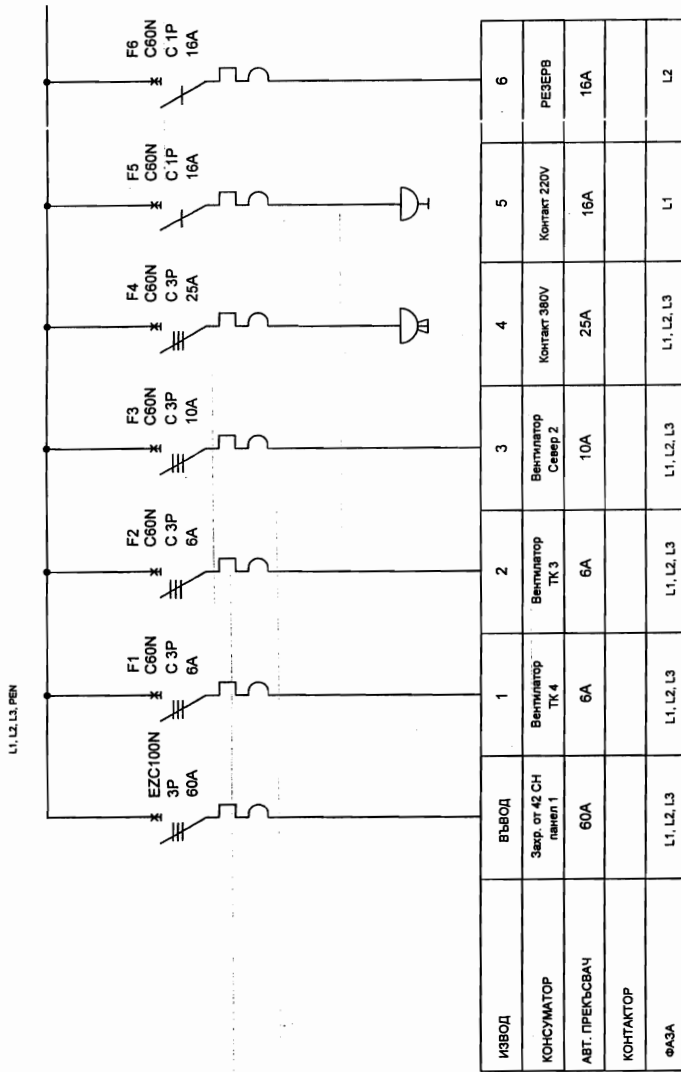 L1, L2, L3, PEN
EZC100N
3P
60A
F1
C60N
C 3P
6A
F2
C60N
C 3P
6A
F3
C60N
C 3P
10A
F4
C60N
C 3P
25A
F5
C60N
C 1P
16A
F6
C60N
C 1P
16A
ИЗВОД
ВЪВОД
1
2
3
4
5
6
КОНСУМАТОР
Захр. от 42 СН
панел 1
Вентилатор
ТК 4
Вентилатор
ТК 3
Вентилатор
Север 2
Контакт 380V
Контакт 220V
РЕЗЕРВ
АВТ. ПРЕКЪСВАЧ
60A
6A
6A
10A
25A
16A
16A
КОНТАКТОР
ФАЗА
L1, L2, L3
L1, L2, L3
L1, L2, L3
L1, L2, L3
L1, L2, L3
L1
L2